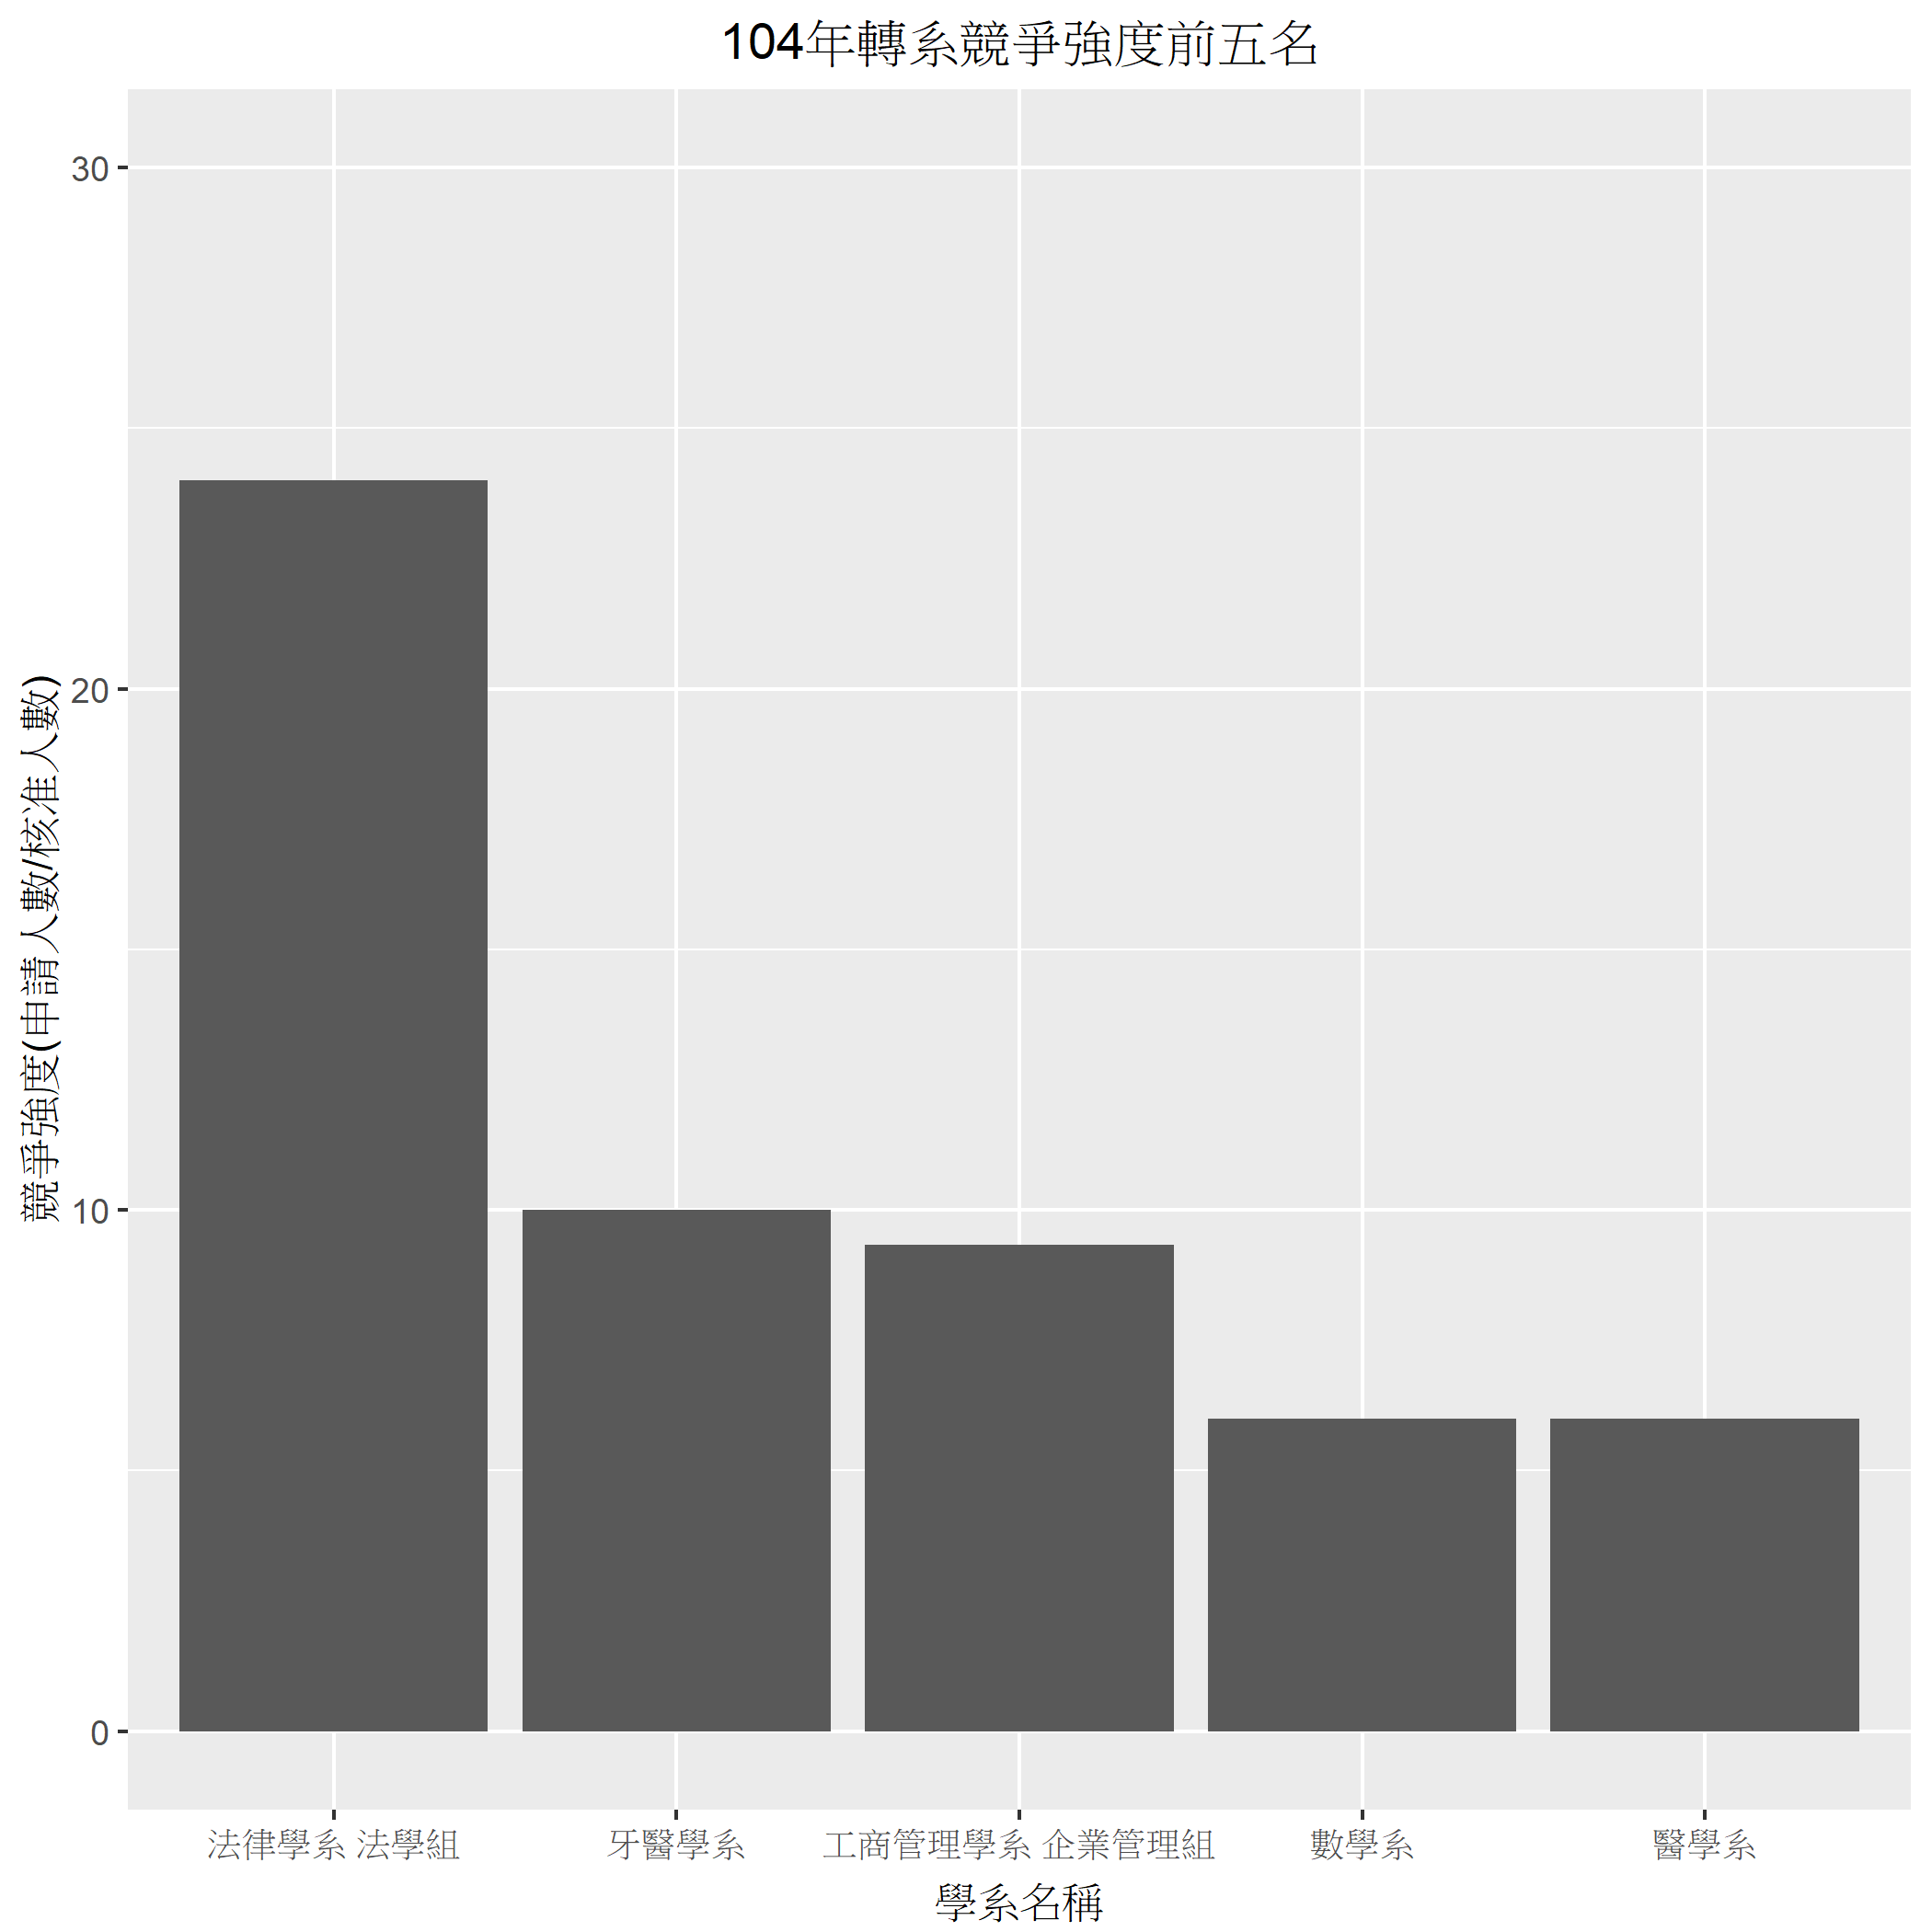 104年轉系競爭強度前五名
競爭強度(申請人數/核准人數)
30
20
10
0
法律學系 法學組
牙醫學系
工商管理學系 企業管理組
數學系
醫學系
學系名稱